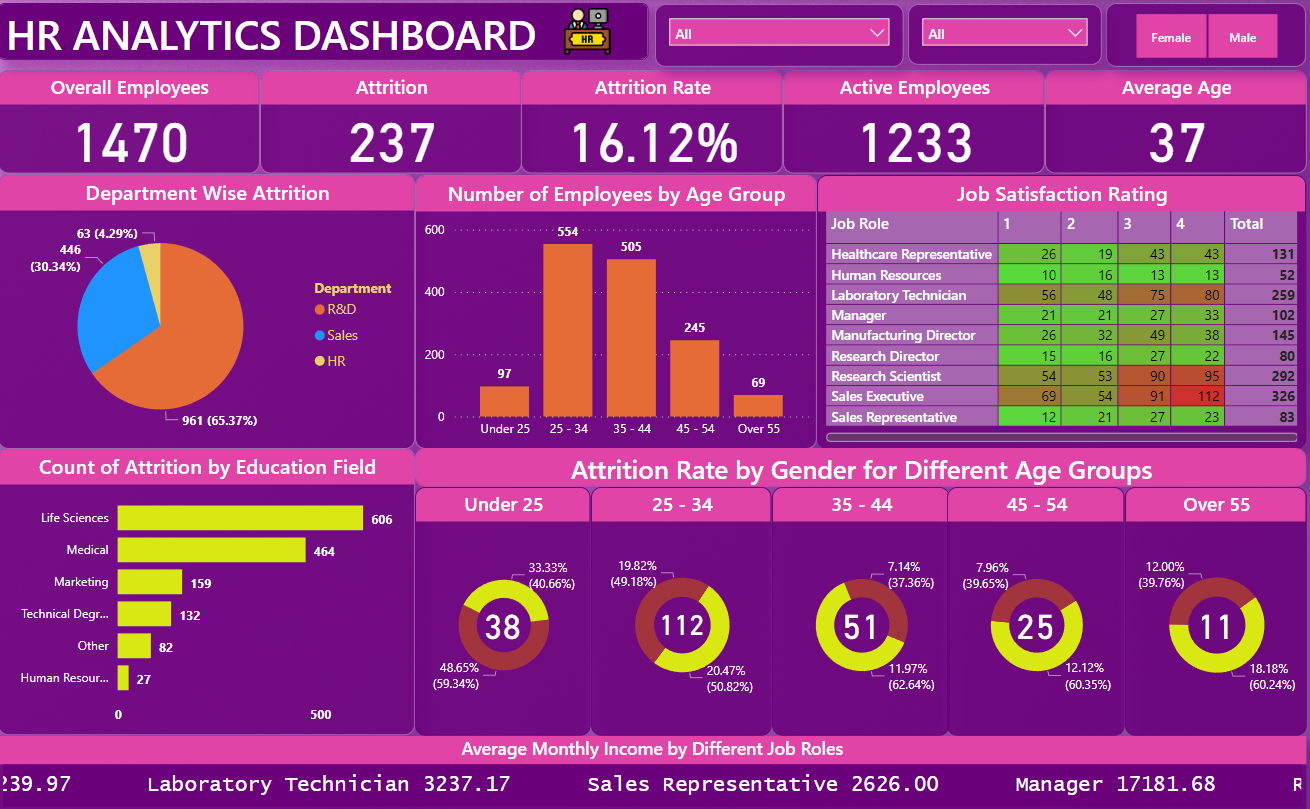 HR ANALYTICS DASHBOARD
HR
All
All
Female Male
Overall Employees
1470
Attrition
237
Attrition Rate
16.12%
Active Employees
1233
Average Age
37
Department Wise Attrition
63 (4.29%)
446
(30.34%)
961 (65.37%)
Department
R&D
Sales
HR
Number of Employees by Age Group
600
400
200
0
97
554
505
245
69
Under 25 25 - 34 35 - 44 45 - 54 Over 55
Job Satisfaction Rating
Job Role 1 2 3 4 Total
Healthcare Representative 26 19 43 43 131
Human Resources 10 16 13 13 52
Laboratory Technician 56 48 75 80 259
Manager 21 21 27 33 102
Manufacturing Director 26 32 49 38 145
Research Director 15 16 27 22 80
Research Scientist 54 53 90 95 292
Sales Executive 69 54 91 112 326
Sales Representative 12 21 27 23 83
Count of Attrition by Education Field
Life Sciences 606
Medical 464
Marketing 159
Technical Degr... 132
Other 82
Human Resour... 27
0 500
Attrition Rate by Gender for Different Age Groups
Under 25
33.33%
(40.66%)
38
48.65%
(59.34%)
25 - 34
19.82%
(49.18%)
112
20.47%
(50.82%)
35 - 44
7.14%
(37.36%)
51
11.97%
(62.64%)
45 - 54
7.96%
(39.65%)
25
12.12%
(60.35%)
Over 55
12.00%
(39.76%)
11
18.18%
(60.24%)
Average Monthly Income by Different Job Roles
239.97 Laboratory Technician 3237.17 Sales Representative 2626.00 Manager 17181.68 R